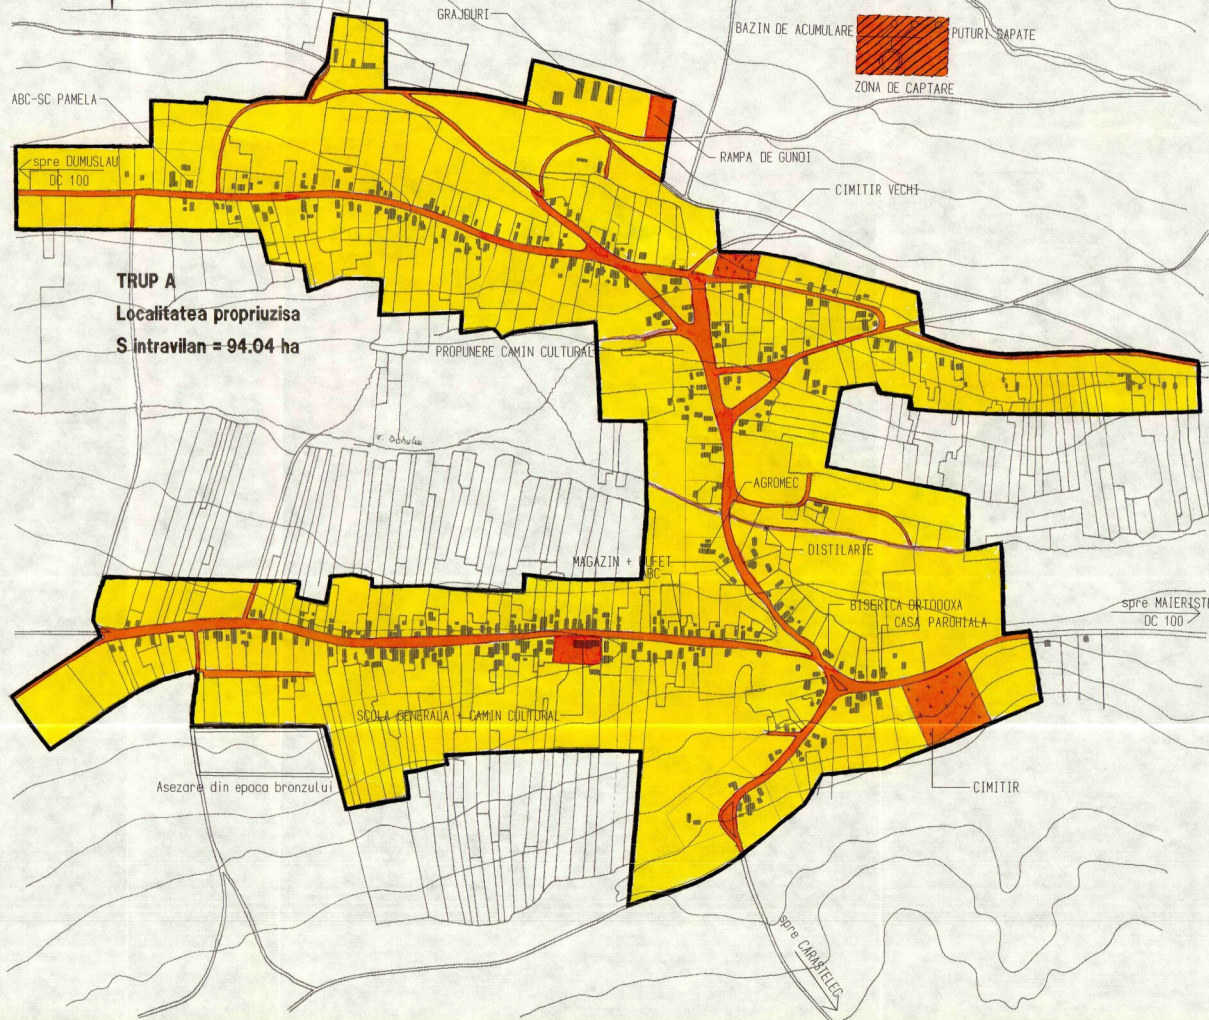 GRAJDURI
BAZIN DE ACUMULARE
PUTURI SAPATE
ZONA DE CAPTARE
ABC-SC PAMELA
spre DUMUSLAU
DC 100
RAMPA DE GUNOI
CIMITIR VECHI
TRUP A
Localitatea propriuzisa
S intravilan = 94.04 ha
PROPUNERE CAMIN CULTURAL
AGROMEC
DISTILARIE
MAGAZIN + BUFET
ABC
BISERICA ORTODOXA
CASA PAROHIALA
spre MAIERISTE
DC 100
SCOLA GENERALA + CAMIN CULTURAL
Asezare din epoca bronzului
CIMITIR
spre CARASTELEC